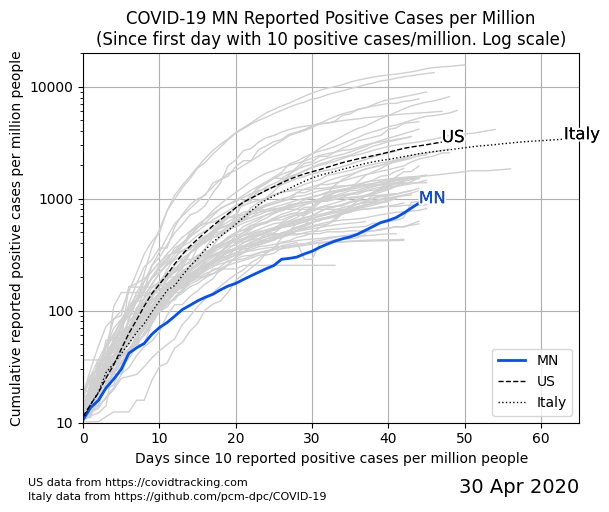 COVID-19 MN Reported Positive Cases per Million
(Since first day with 10 positive cases/million. Log scale)
Cumulative reported positive cases per million people
10000
1000
100
10
US
Italy
MN
MN
US
Italy
0 10 20 30 40 50 60
Days since 10 reported positive cases per million people
US data from https://covidtracking.com
Italy data from https://github.com/pcm-dpc/COVID-19
30 Apr 2020